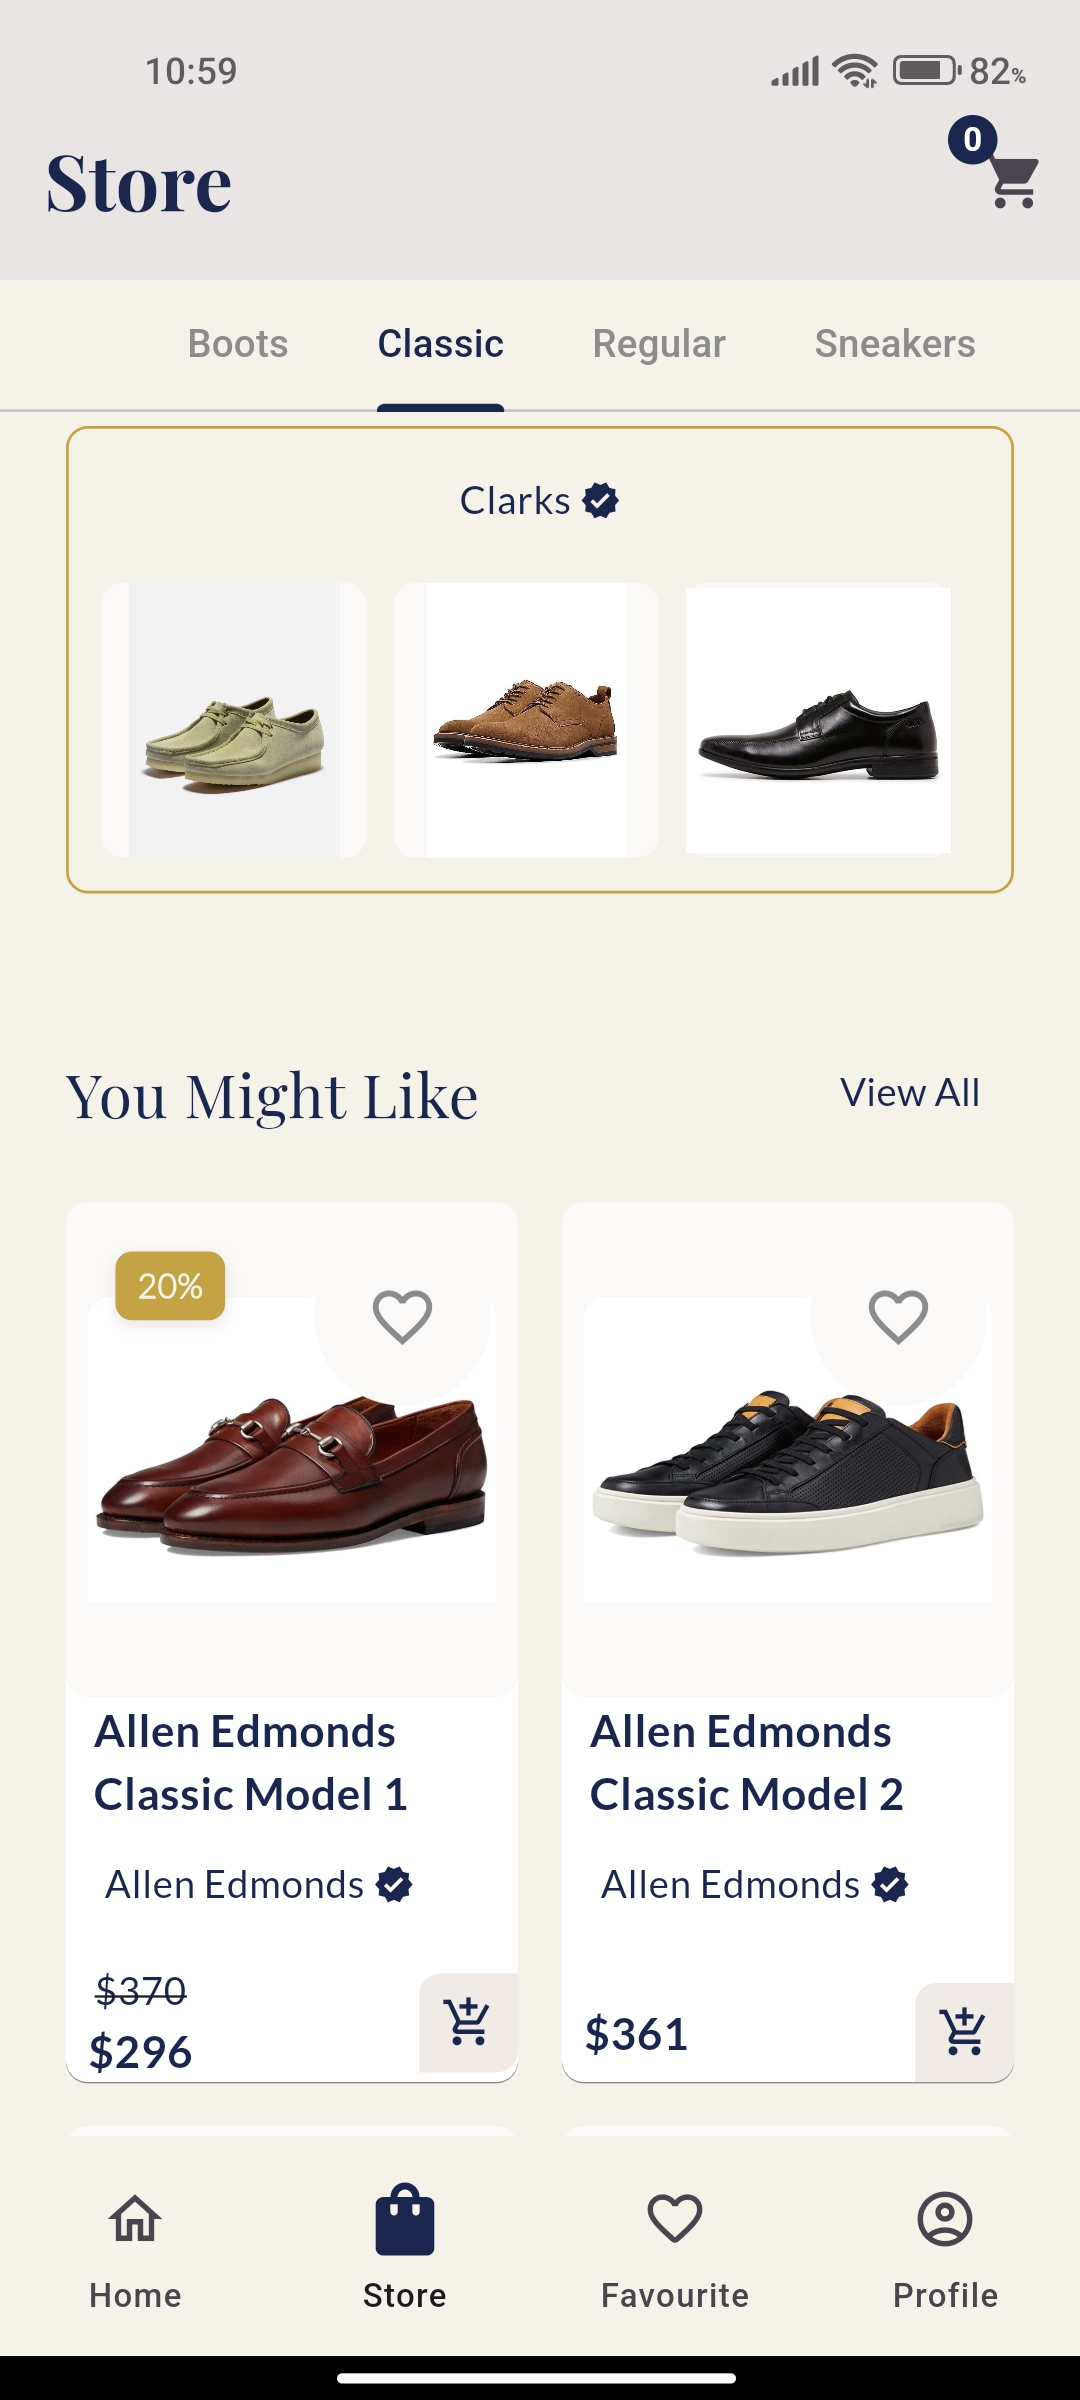 10:59
82%
Store
0
Boots Classic Regular Sneakers
Clarks
You Might Like
View All
20%
Allen Edmonds
Classic Model 1
Allen Edmonds
$370
$296
Allen Edmonds
Classic Model 2
Allen Edmonds
$361
Home Store Favourite Profile